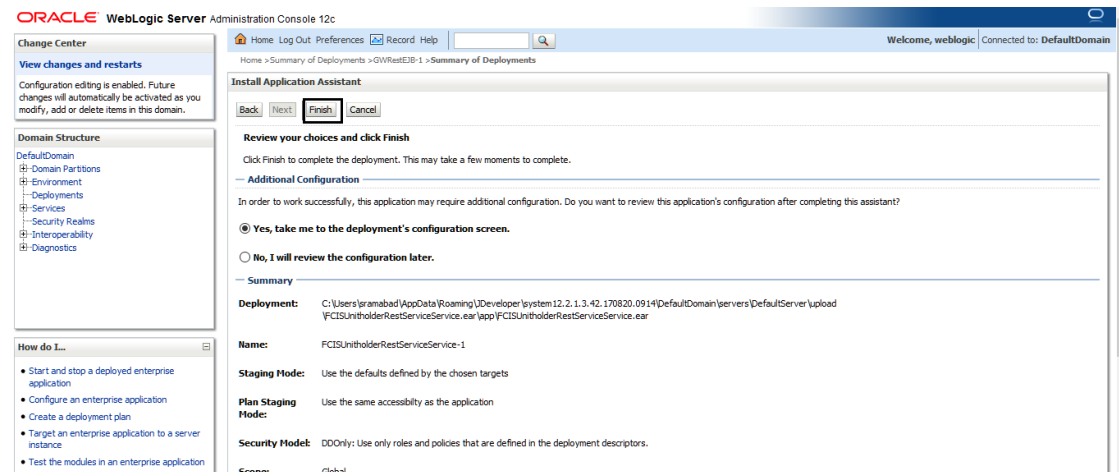 ORACLE WebLogic Server Administration Console 12c
Change Center
View changes and restarts
Configuration editing is enabled. Future
changes will automatically be activated as you
modify, add or delete items in this domain.
Domain Structure
DefaultDomain
Domain Partitions
Environment
Deployments
Services
Security Realms
Interoperability
Diagnostics
How do I...
Start and stop a deployed enterprise
application
Configure an enterprise application
Create a deployment plan
Target an enterprise application to a server
instance
Test the modules in an enterprise application
Home Log Out Preferences Record Help
Welcome, weblogic Connected to: DefaultDomain
Home >Summary of Deployments >GWRestEJB-1 >Summary of Deployments
Install Application Assistant
Back Next Finish Cancel
Review your choices and click Finish
Click Finish to complete the deployment. This may take a few moments to complete.
Additional Configuration
In order to work successfully, this application may require additional configuration. Do you want to review this application's configuration after completing this assistant?
Yes, take me to the deployment's configuration screen.
No, I will review the configuration later.
Summary
Deployment: C:\Users\sramabad\AppData\Roaming\JDeveloper\system12.2.1.3.42.170820.0914\DefaultDomain\servers\DefaultServer\upload
\FCISUnitholderRestServiceService.ear\app\FCISUnitholderRestServiceService.ear
Name: FCISUnitholderRestServiceService-1
Staging Mode: Use the defaults defined by the chosen targets
Plan Staging Use the same accessibilty as the application
Mode:
Security Model: DDOnly: Use only roles and policies that are defined in the deployment descriptors.
Scope: Global